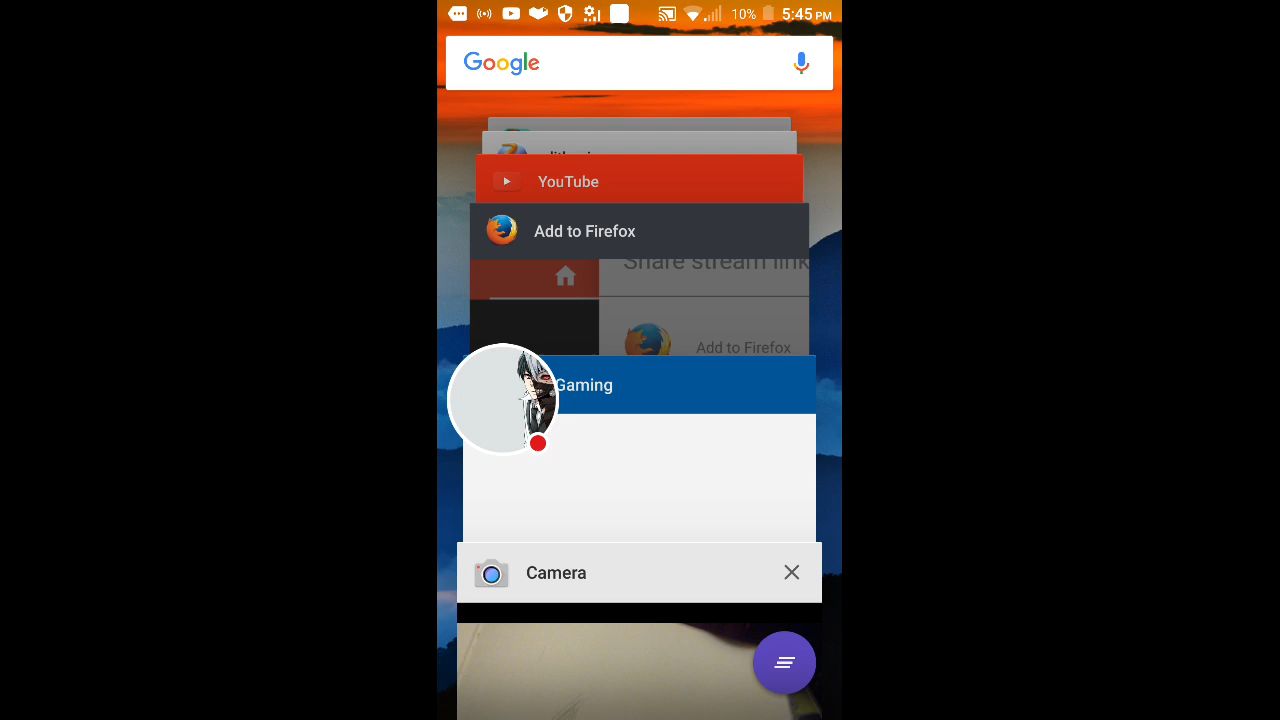 10% 5:45 PM
Google
YouTube
Add to Firefox
Share stream link
Add to Firefox
Gaming
Camera